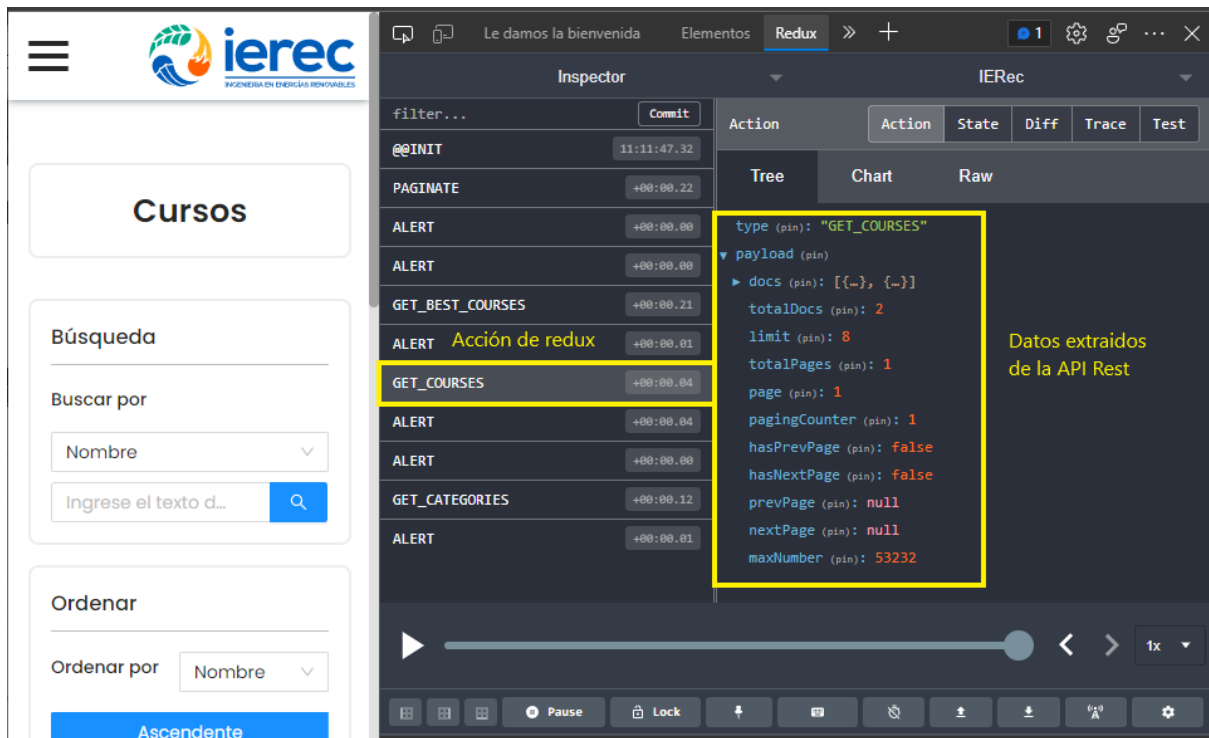 ierec
INGENIERIA EN ENERGÍAS RENOVABLES
Cursos
Búsqueda
Buscar por
Nombre
Ingrese el texto d...
Ordenar
Ordenar por
Nombre
Ascendente
Le damos la bienvenida
Elementos
Redux
1
Inspector
IERec
filter...
Commit
@@INIT
11:11:47.32
PAGINATE
+00:00.22
ALERT
+00:00.00
ALERT
+00:00.00
GET_BEST_COURSES
+00:00.21
ALERT
Acción de redux
+00:00.01
GET_COURSES
+00:00.04
ALERT
+00:00.04
ALERT
+00:00.00
GET_CATEGORIES
+00:00.12
ALERT
+00:00.01
Action
Action
State
Diff
Trace
Test
Tree
Chart
Raw
type (pin): "GET_COURSES"
payload (pin)
docs (pin): [{…}, {…}]
totalDocs (pin): 2
limit (pin): 8
totalPages (pin): 1
page (pin): 1
pagingCounter (pin): 1
hasPrevPage (pin): false
hasNextPage (pin): false
prevPage (pin): null
nextPage (pin): null
maxNumber (pin): 53232
Datos extraidos
de la API Rest
1x
Pause
Lock